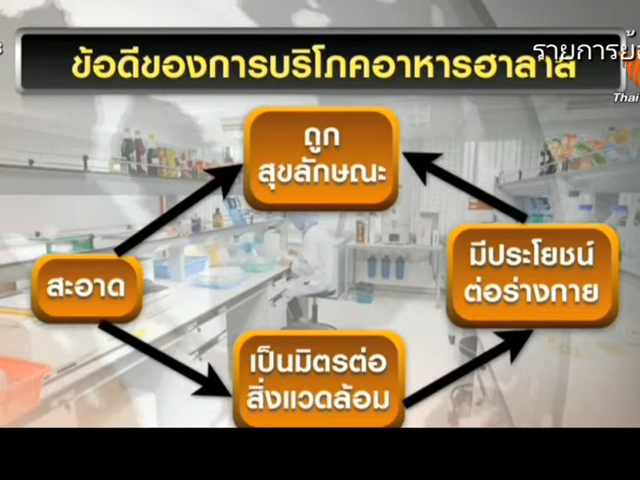 ข้อดีของการบริโภคอาหารฮาลาล
รายการย้อ
Thai
ถูก
สุขลักษณะ
สะอาด
มีประโยชน์
ต่อร่างกาย
เป็นมิตรต่อ
สิ่งแวดล้อม